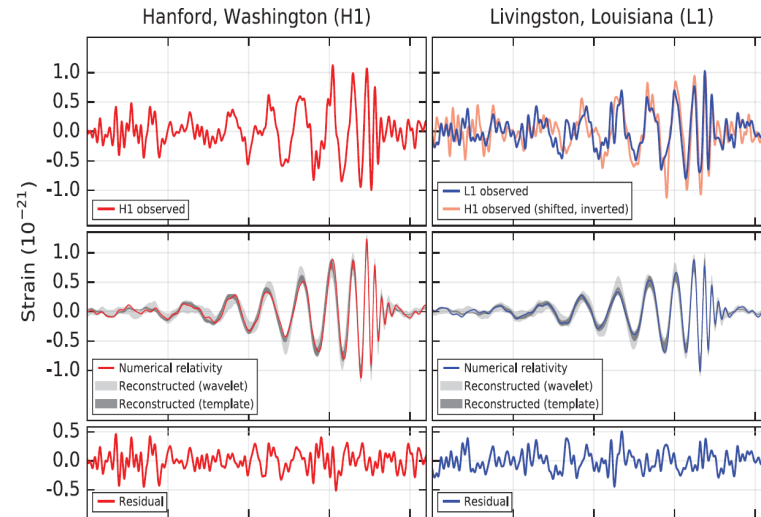 Hanford, Washington (H1)
Livingston, Louisiana (L1)
Strain (10⁻²¹)
1.0
0.5
0.0
-0.5
-1.0
H1 observed
L1 observed
H1 observed (shifted, inverted)
1.0
0.5
0.0
-0.5
-1.0
Numerical relativity
Reconstructed (wavelet)
Reconstructed (template)
Numerical relativity
Reconstructed (wavelet)
Reconstructed (template)
0.5
0.0
-0.5
Residual
Residual